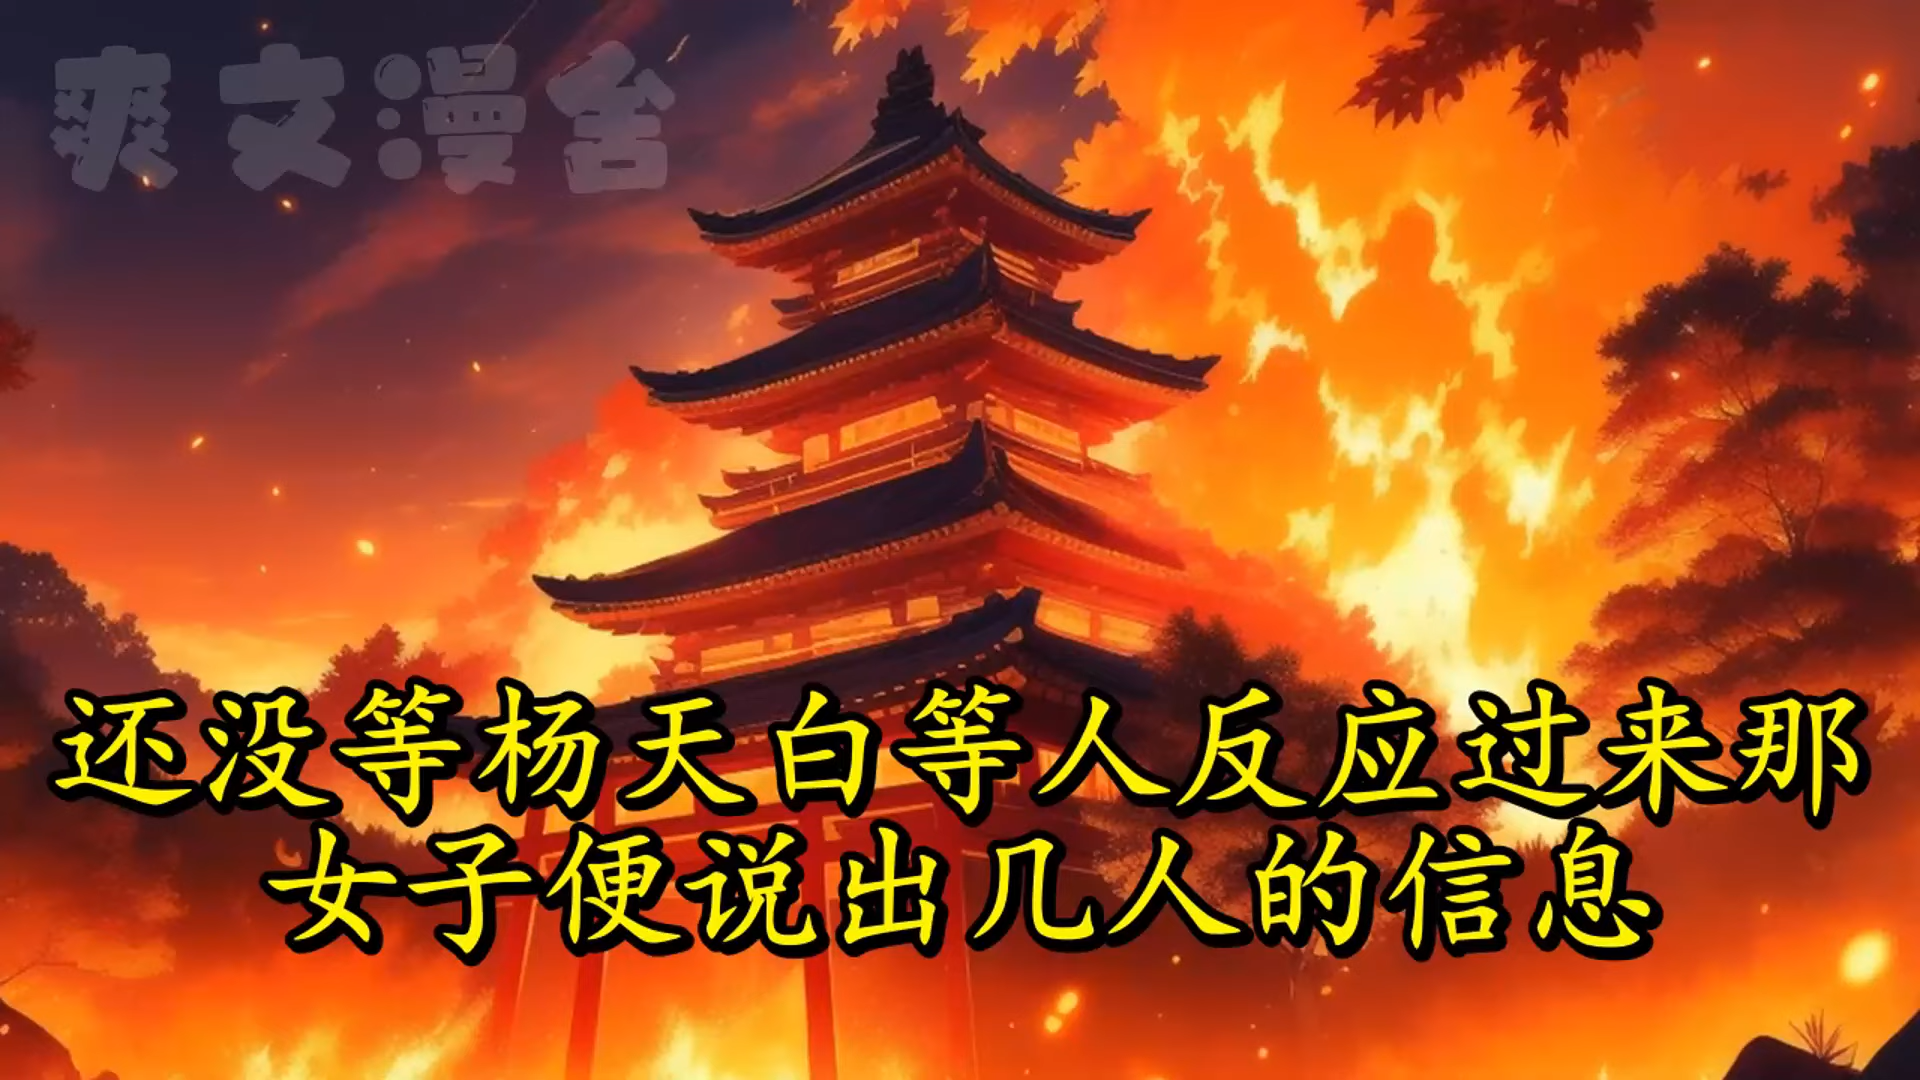 爽文漫舍
还没等杨天白等人反应过来那
女子便说出几人的信息